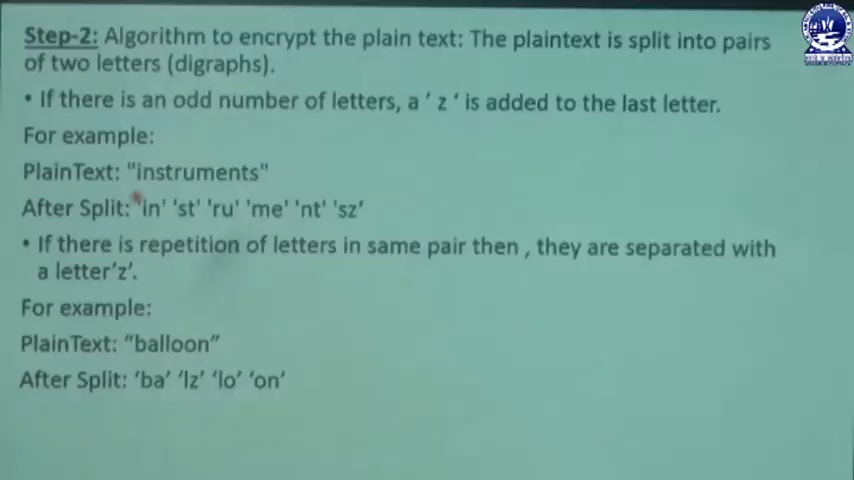 Step-2: Algorithm to encrypt the plain text: The plaintext is split into pairs
of two letters (digraphs).
• If there is an odd number of letters, a ' z ' is added to the last letter.
For example:
PlainText: "instruments"
After Split: 'in' 'st' 'ru' 'me' 'nt' 'sz'
• If there is repetition of letters in same pair then , they are separated with
a letter'z'.
For example:
PlainText: "balloon"
After Split: 'ba' 'lz' 'lo' 'on'